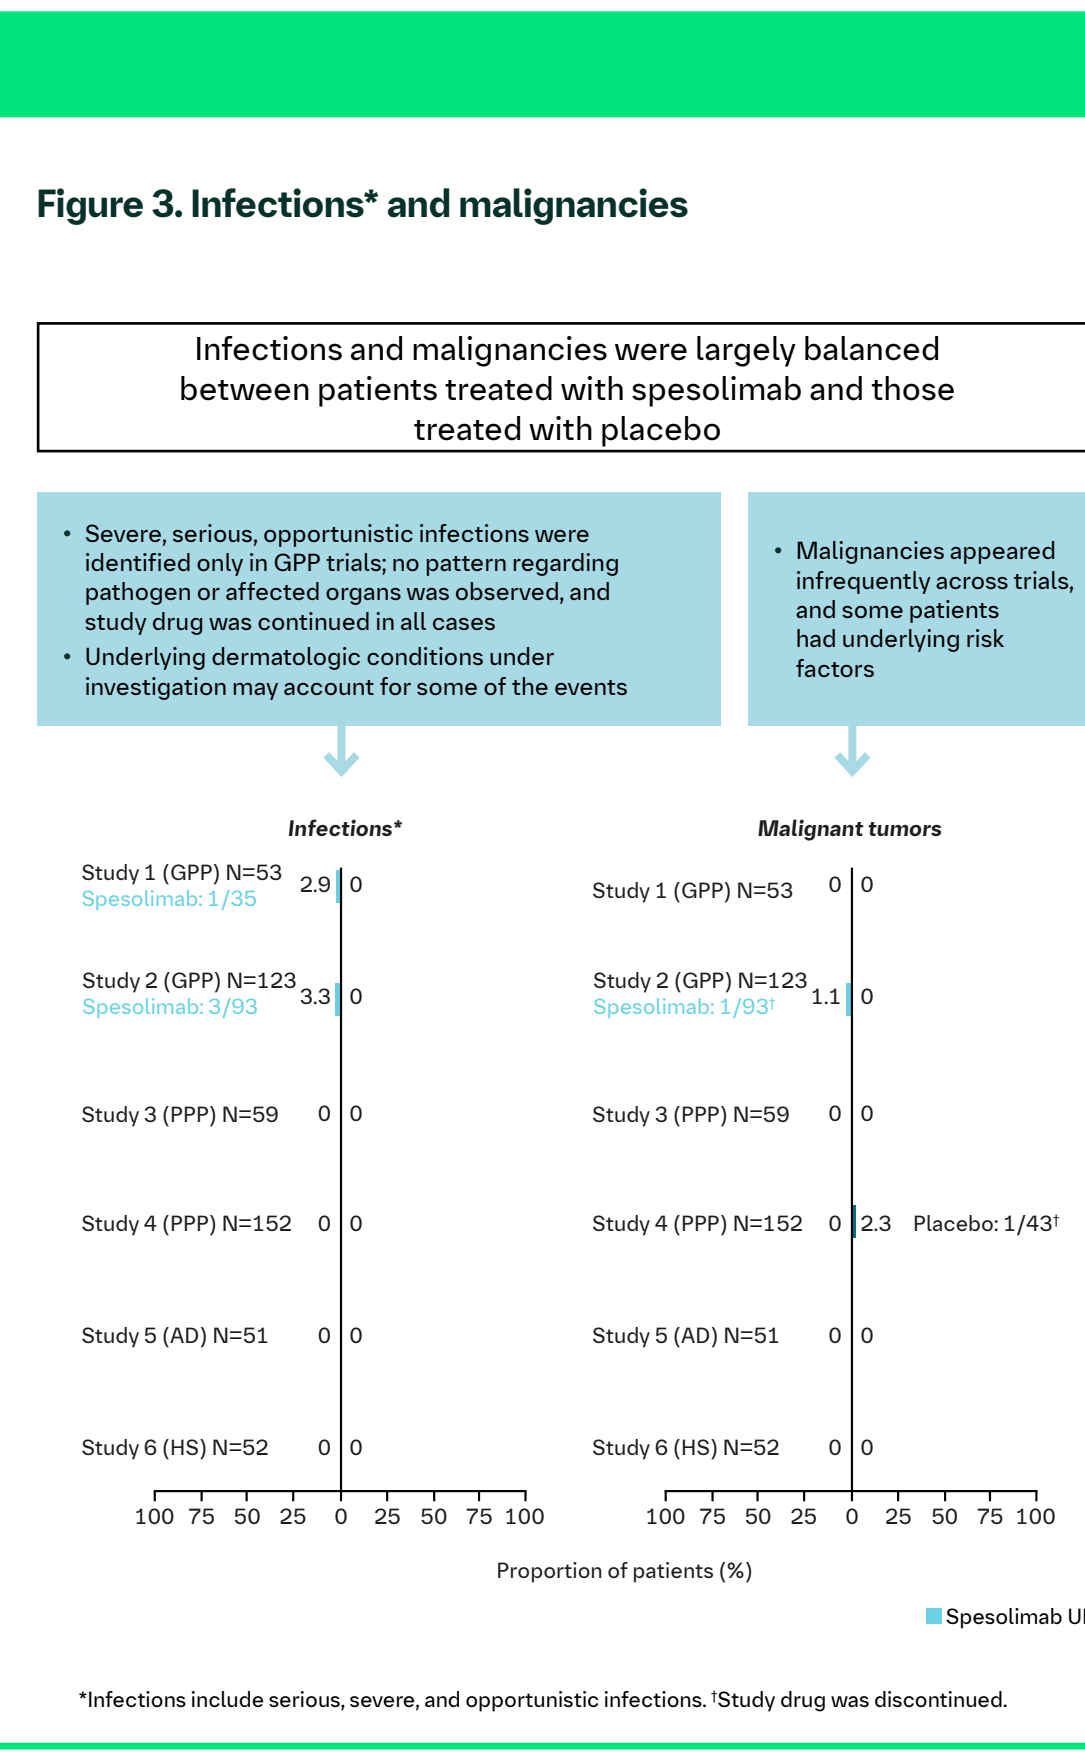 Figure 3. Infections* and malignancies
Infections and malignancies were largely balanced
between patients treated with spesolimab and those
treated with placebo
• Severe, serious, opportunistic infections were
identified only in GPP trials; no pattern regarding
pathogen or affected organs was observed, and
study drug was continued in all cases
• Underlying dermatologic conditions under
investigation may account for some of the events
• Malignancies appeared
infrequently across trials,
and some patients
had underlying risk
factors
Infections*
Study 1 (GPP) N=53
Spesolimab: 1/35
2.9 0
Study 2 (GPP) N=123
Spesolimab: 3/93
3.3 0
Study 3 (PPP) N=59 0 0
Study 4 (PPP) N=152 0 0
Study 5 (AD) N=51 0 0
Study 6 (HS) N=52 0 0
100 75 50 25 0 25 50 75 100
Malignant tumors
Study 1 (GPP) N=53 0 0
Study 2 (GPP) N=123
Spesolimab: 1/93†
1.1 0
Study 3 (PPP) N=59 0 0
Study 4 (PPP) N=152 0 2.3 Placebo: 1/43†
Study 5 (AD) N=51 0 0
Study 6 (HS) N=52 0 0
100 75 50 25 0 25 50 75 100
Proportion of patients (%)
Spesolimab
*Infections include serious, severe, and opportunistic infections. †Study drug was discontinued.